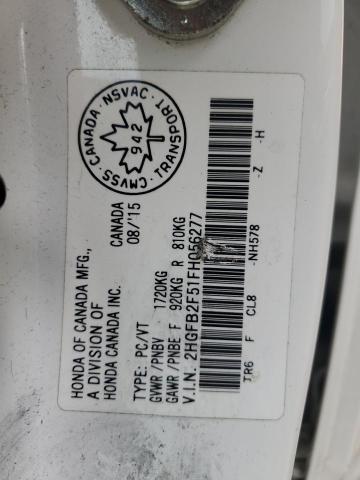 HONDA OF CANADA MFG.,
A DIVISION OF
HONDA CANADA INC.
CANADA
08/'15
TYPE: PC/VT
GVWR /PNBV 1720KG
GAWR /PNBE F 920KG R 810KG
V.I.N. 2HGFB2F51FH056277
TR6 F CL8 -NH578 -Z -H
CANADA · NSVAC ·
TRANSPORT
· CMVSS ·
942